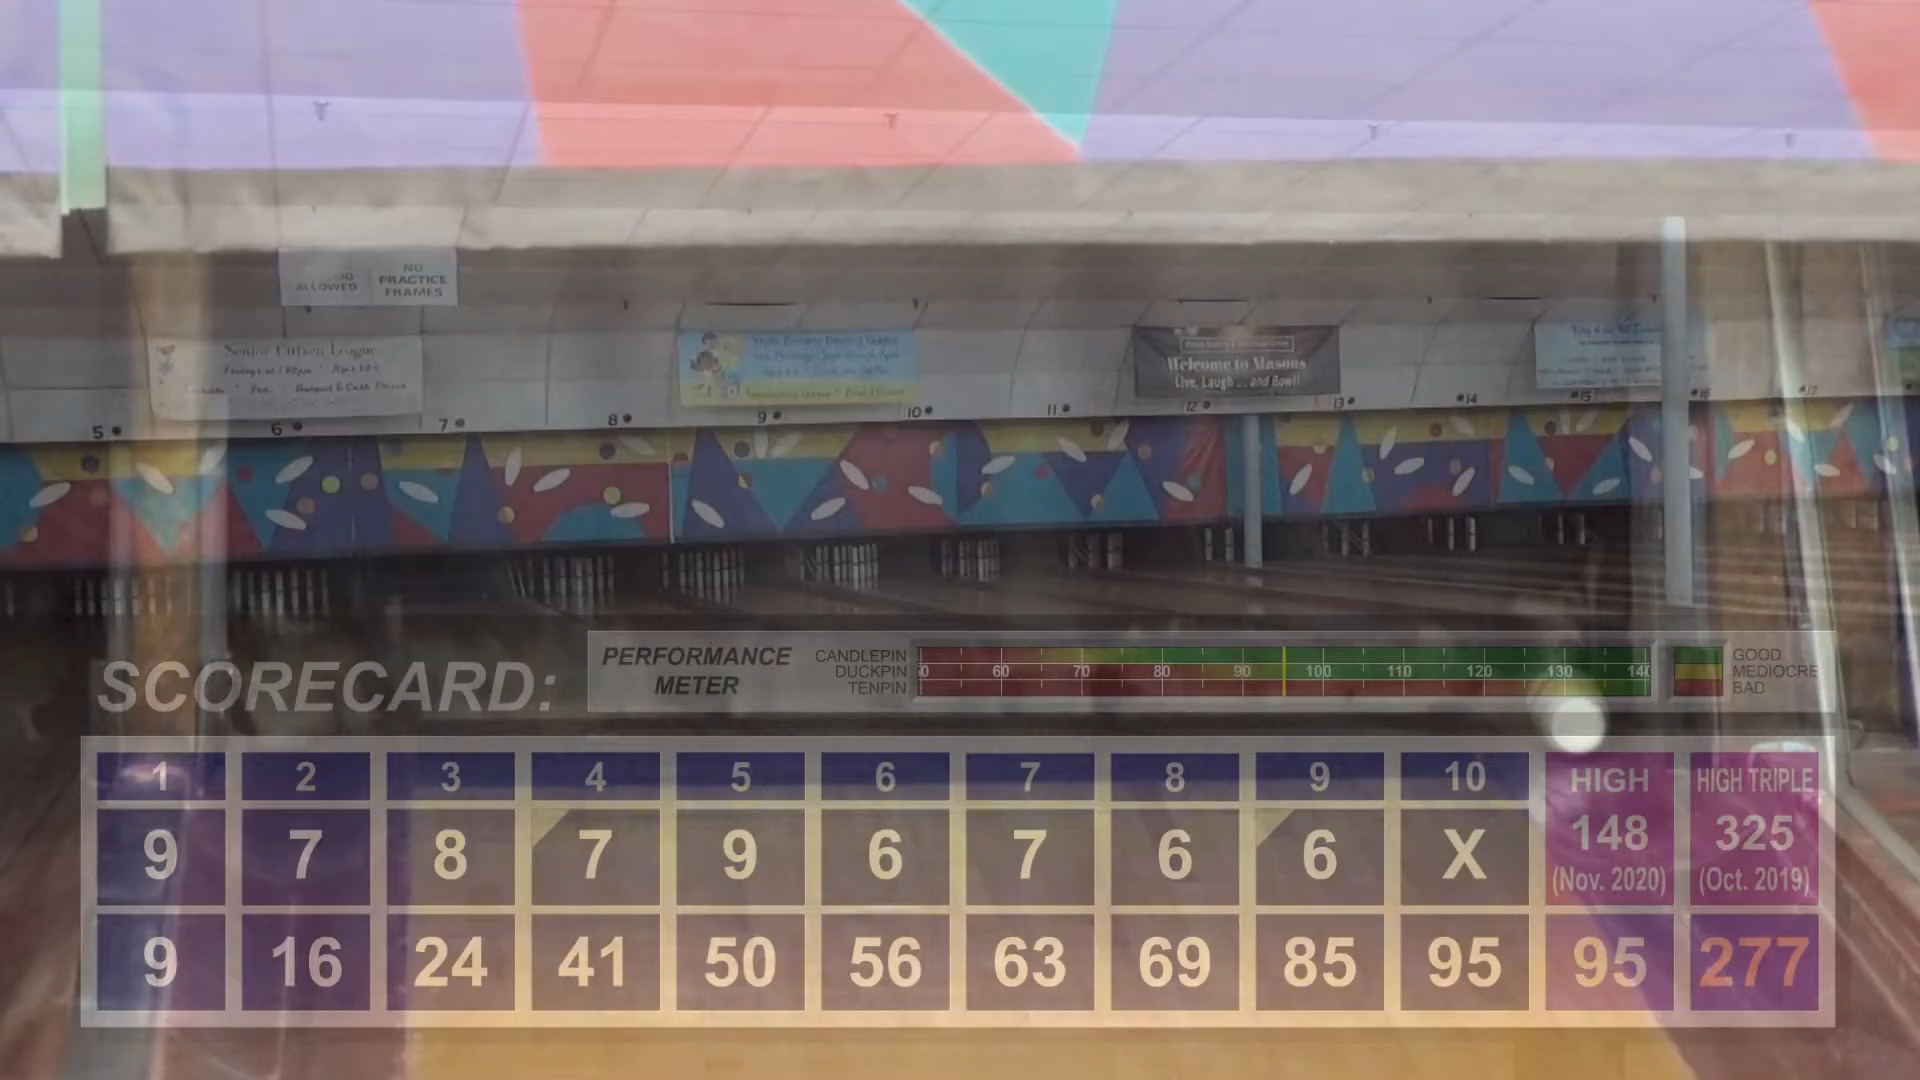 NO
ALLOWED PRACTICE
FRAMES
Senior Citizen League
Welcome to Masons
Live, Laugh ... and Bowl!
5 6 7 8 9 10 11 12 13 14 15 16 17
SCORECARD:
PERFORMANCE
METER
CANDLEPIN
DUCKPIN
TENPIN
60 70 80 90 100 110 120 130
GOOD
MEDIOCRE
BAD
1 2 3 4 5 6 7 8 9 10 HIGH HIGH TRIPLE
9 7 8 7 9 6 7 6 6 X 148 325
(Nov. 2020) (Oct. 2019)
9 16 24 41 50 56 63 69 85 95 95 277